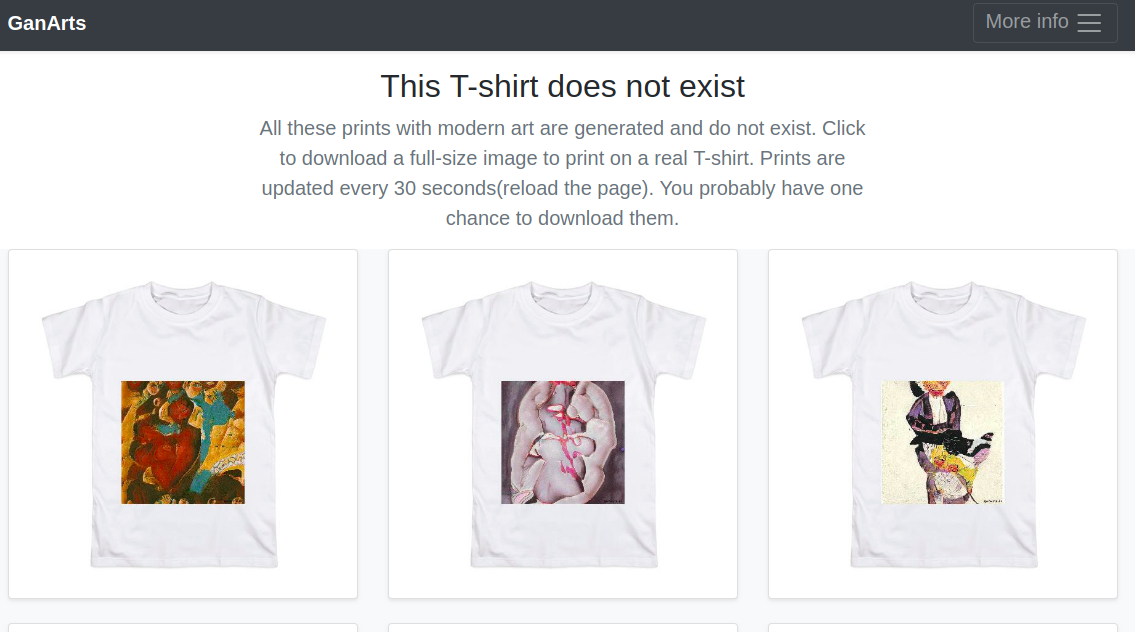 GanArts
More info
This T-shirt does not exist
All these prints with modern art are generated and do not exist. Click
to download a full-size image to print on a real T-shirt. Prints are
updated every 30 seconds(reload the page). You probably have one
chance to download them.